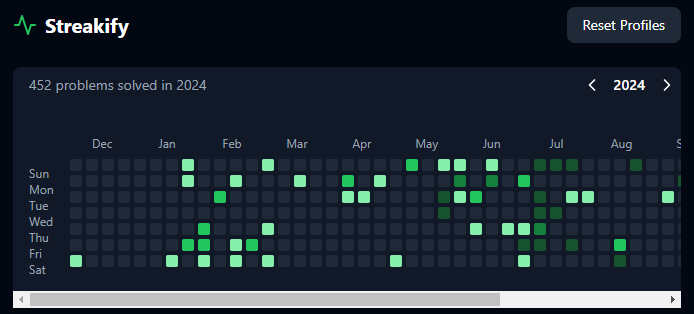 Streakify
Reset Profiles
452 problems solved in 2024
2024
Dec Jan Feb Mar Apr May Jun Jul Aug
Sun
Mon
Tue
Wed
Thu
Fri
Sat